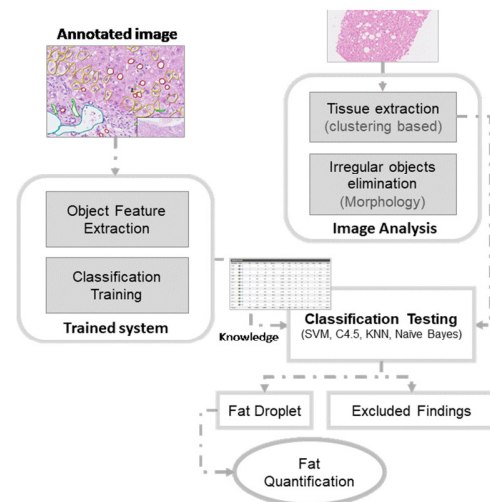 Annotated image
Object Feature
Extraction
Classification
Training
Trained system
Tissue extraction
(clustering based)
Irregular objects
elimination
(Morphology)
Image Analysis
Knowledge
Classification Testing
(SVM, C4.5, KNN, Naïve Bayes)
Fat Droplet
Excluded Findings
Fat
Quantification